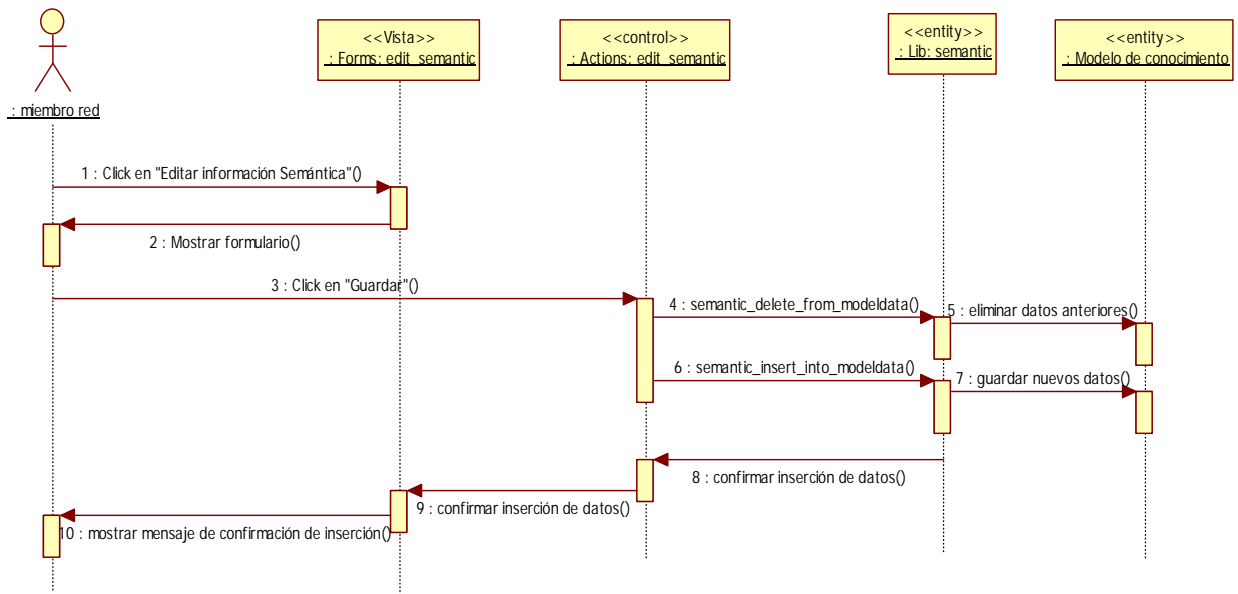 <<Vista>>
: Forms: edit_semantic
<<control>>
: Actions: edit_semantic
<<entity>>
: Lib: semantic
<<entity>>
: Modelo de conocimiento
: miembro red
1 : Click en "Editar información Semántica"()
2 : Mostrar formulario()
3 : Click en "Guardar"()
4 : semantic_delete_from_modeldata()
5 : eliminar datos anteriores()
6 : semantic_insert_into_modeldata()
7 : guardar nuevos datos()
8 : confirmar inserción de datos()
9 : confirmar inserción de datos()
10 : mostrar mensaje de confirmación de inserción()